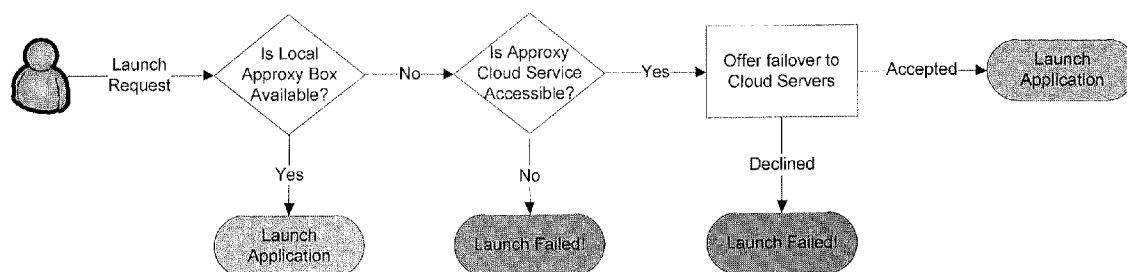 Launch
Request
Is Local
Approxy Box
Available?
No
Is Approxy
Cloud Service
Accessible?
Yes
Offer failover to
Cloud Servers
Accepted
Launch
Application
Yes
No
Declined
Launch
Application
Launch Failed!
Launch Failed!